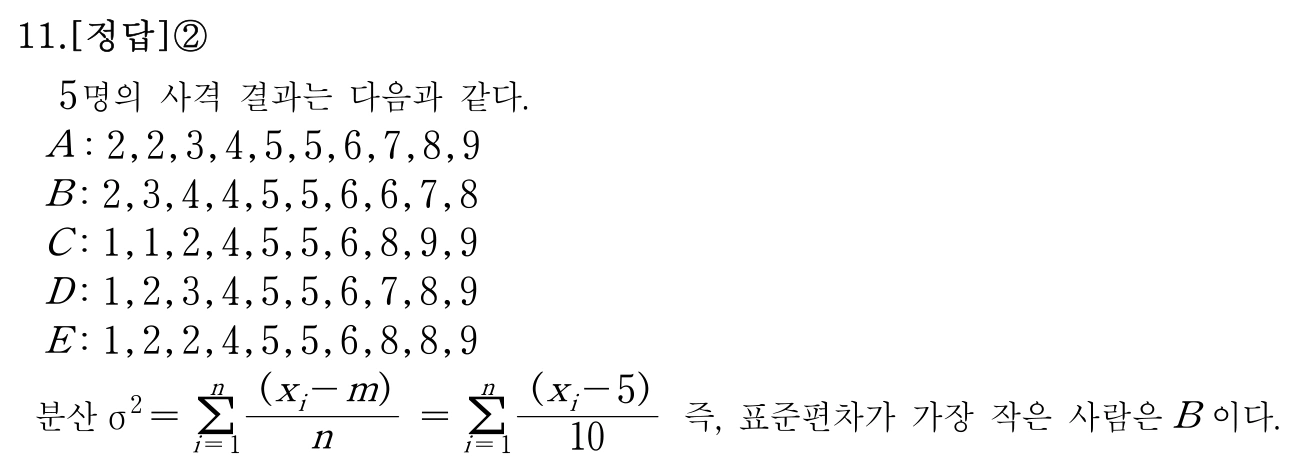 11.[정답]②
5명의 사격 결과는 다음과 같다.
A : 2,2,3,4,5,5,6,7,8,9
B : 2,3,4,4,5,5,6,6,7,8
C : 1,1,2,4,5,5,6,8,9,9
D : 1,2,3,4,5,5,6,7,8,9
E : 1,2,2,4,5,5,6,8,8,9
분산 σ² = ∑_{i=1}^{n} (x_i − m)/n = ∑_{i=1}^{n} (x_i − 5)/10 즉, 표준편차가 가장 작은 사람은 B이다.